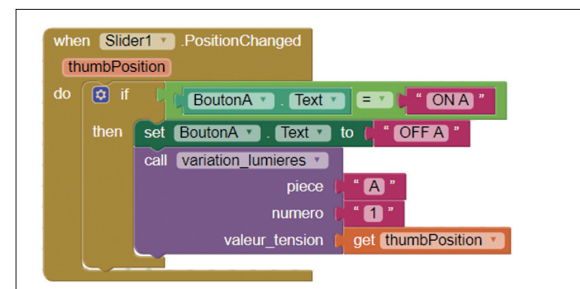 when Slider1 .PositionChanged
thumbPosition
do if BoutonA . Text = " ON A "
then set BoutonA . Text to " OFF A "
call variation_lumieres
piece " A "
numero " 1 "
valeur_tension get thumbPosition